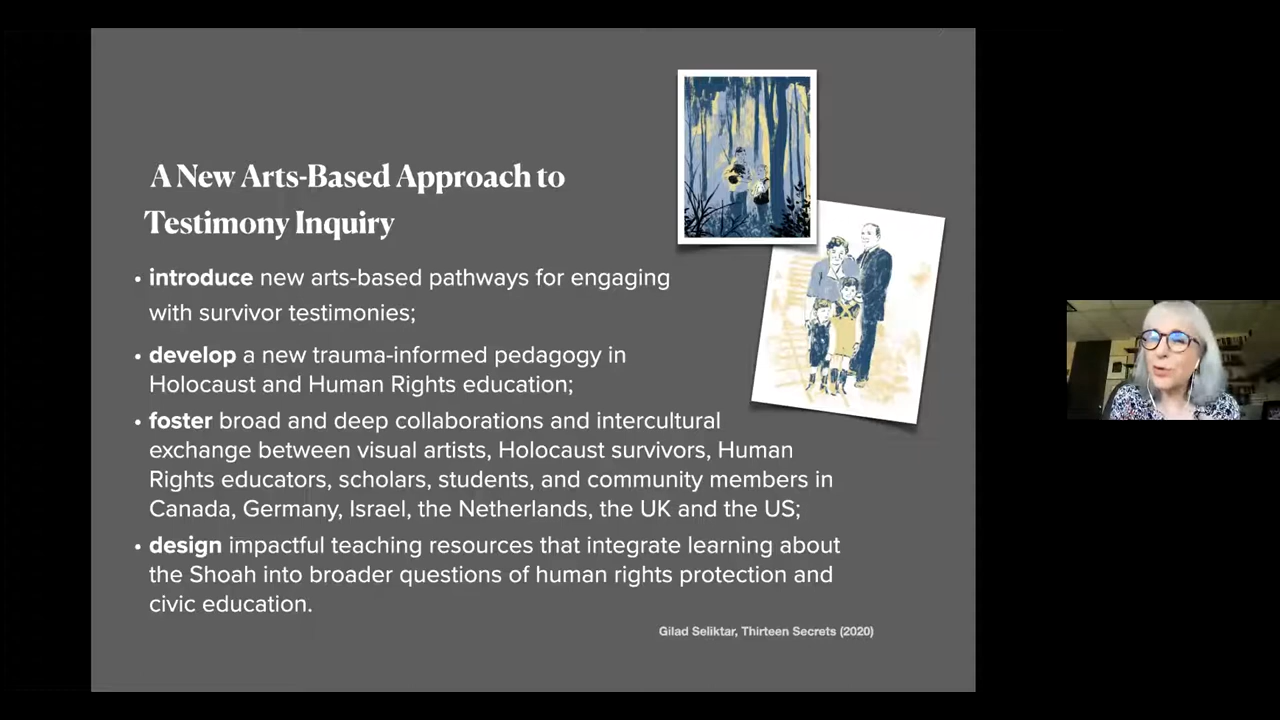 A New Arts-Based Approach to
Testimony Inquiry
• introduce new arts-based pathways for engaging
with survivor testimonies;
• develop a new trauma-informed pedagogy in
Holocaust and Human Rights education;
• foster broad and deep collaborations and intercultural
exchange between visual artists, Holocaust survivors, Human
Rights educators, scholars, students, and community members in
Canada, Germany, Israel, the Netherlands, the UK and the US;
• design impactful teaching resources that integrate learning about
the Shoah into broader questions of human rights protection and
civic education.
Gilad Seliktar, Thirteen Secrets (2020)